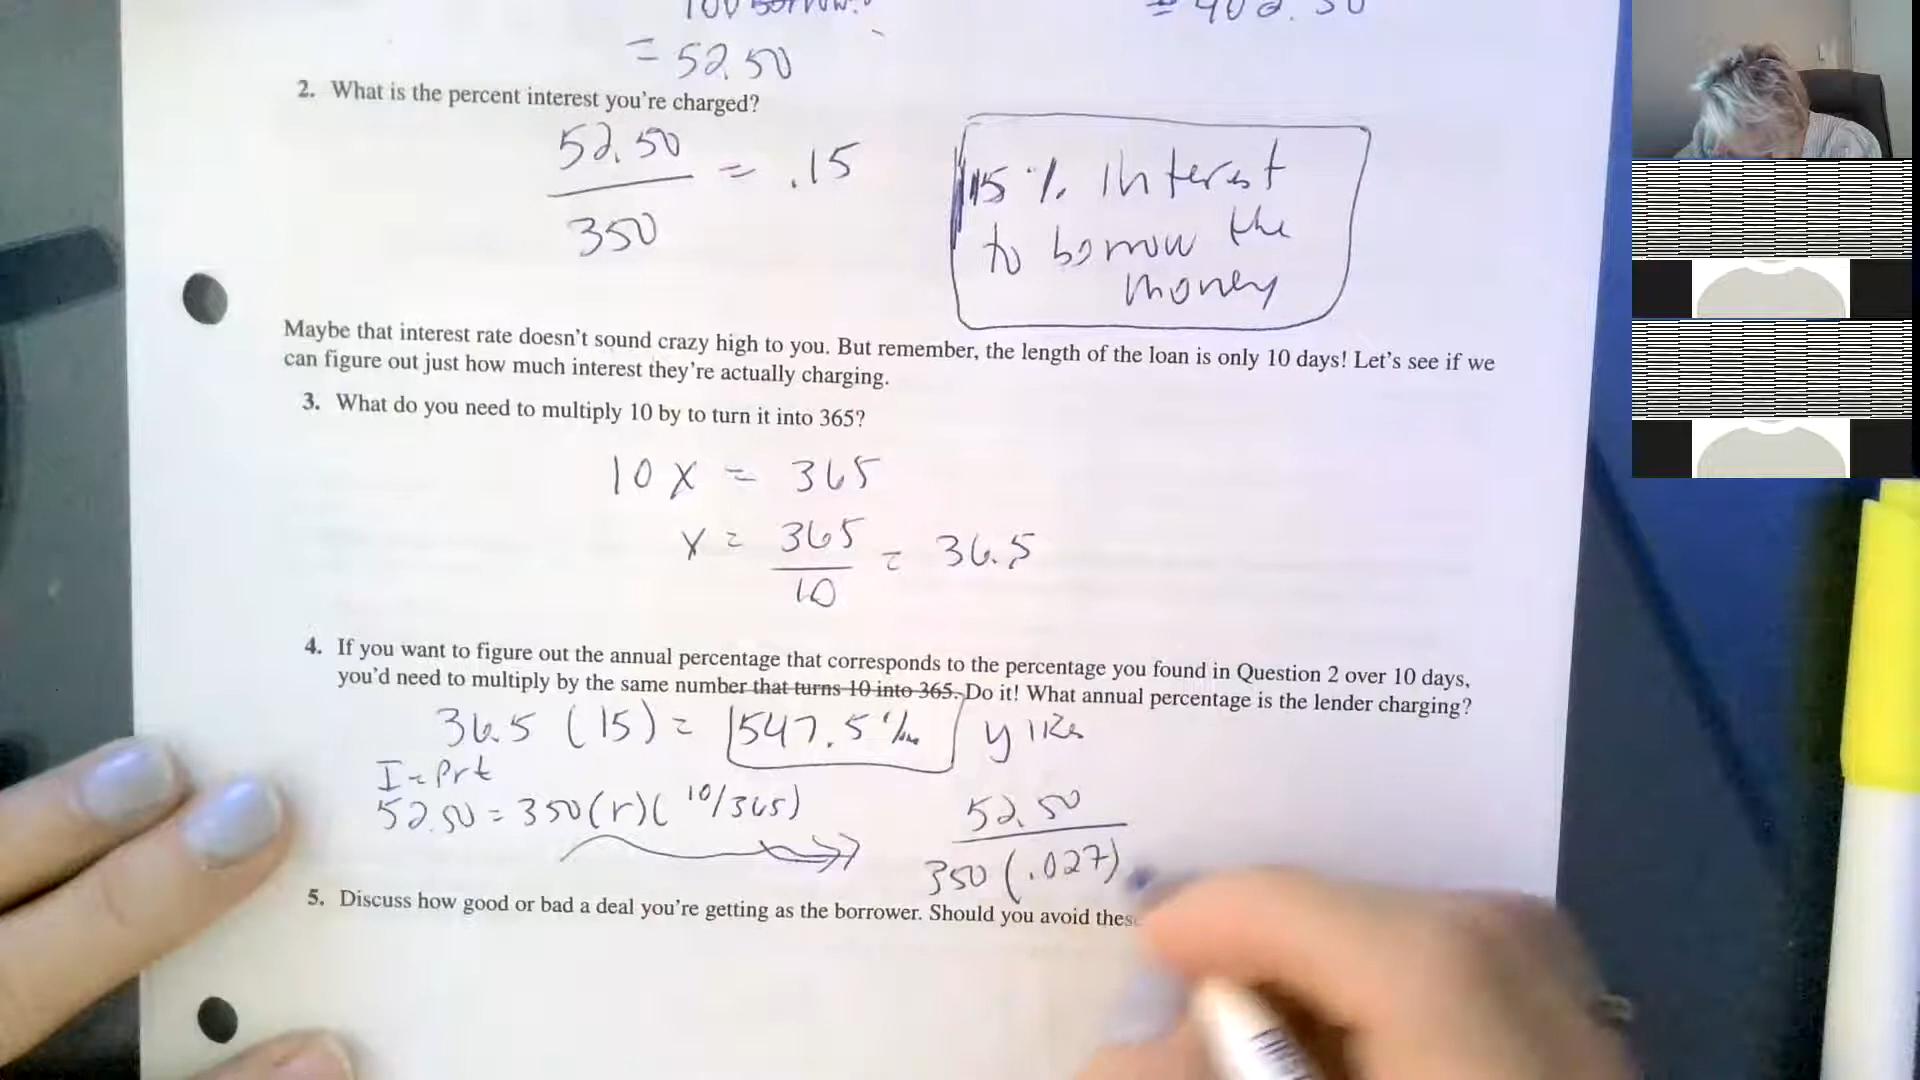 = 52.50
= 402.50
2. What is the percent interest you're charged?
52.50
350
= .15
15% interest
to borrow the
money
Maybe that interest rate doesn't sound crazy high to you. But remember, the length of the loan is only 10 days! Let's see if we
can figure out just how much interest they're actually charging.
3. What do you need to multiply 10 by to turn it into 365?
10x = 365
x = 365
10
= 36.5
4. If you want to figure out the annual percentage that corresponds to the percentage you found in Question 2 over 10 days,
you'd need to multiply by the same number that turns 10 into 365. Do it! What annual percentage is the lender charging?
36.5 (15) = 547.5%
I = Prt
52.50 = 350(r)(10/365)
52.50
350 (.027)
5. Discuss how good or bad a deal you're getting as the borrower. Should you avoid